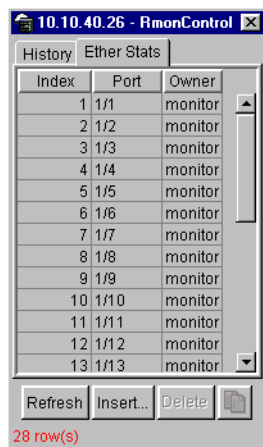 10.10.40.26 - RmonControl
History Ether Stats
Index Port Owner
1 1/1 monitor
2 1/2 monitor
3 1/3 monitor
4 1/4 monitor
5 1/5 monitor
6 1/6 monitor
7 1/7 monitor
8 1/8 monitor
9 1/9 monitor
10 1/10 monitor
11 1/11 monitor
12 1/12 monitor
13 1/13 monitor
Refresh Insert... Delete
28 row(s)